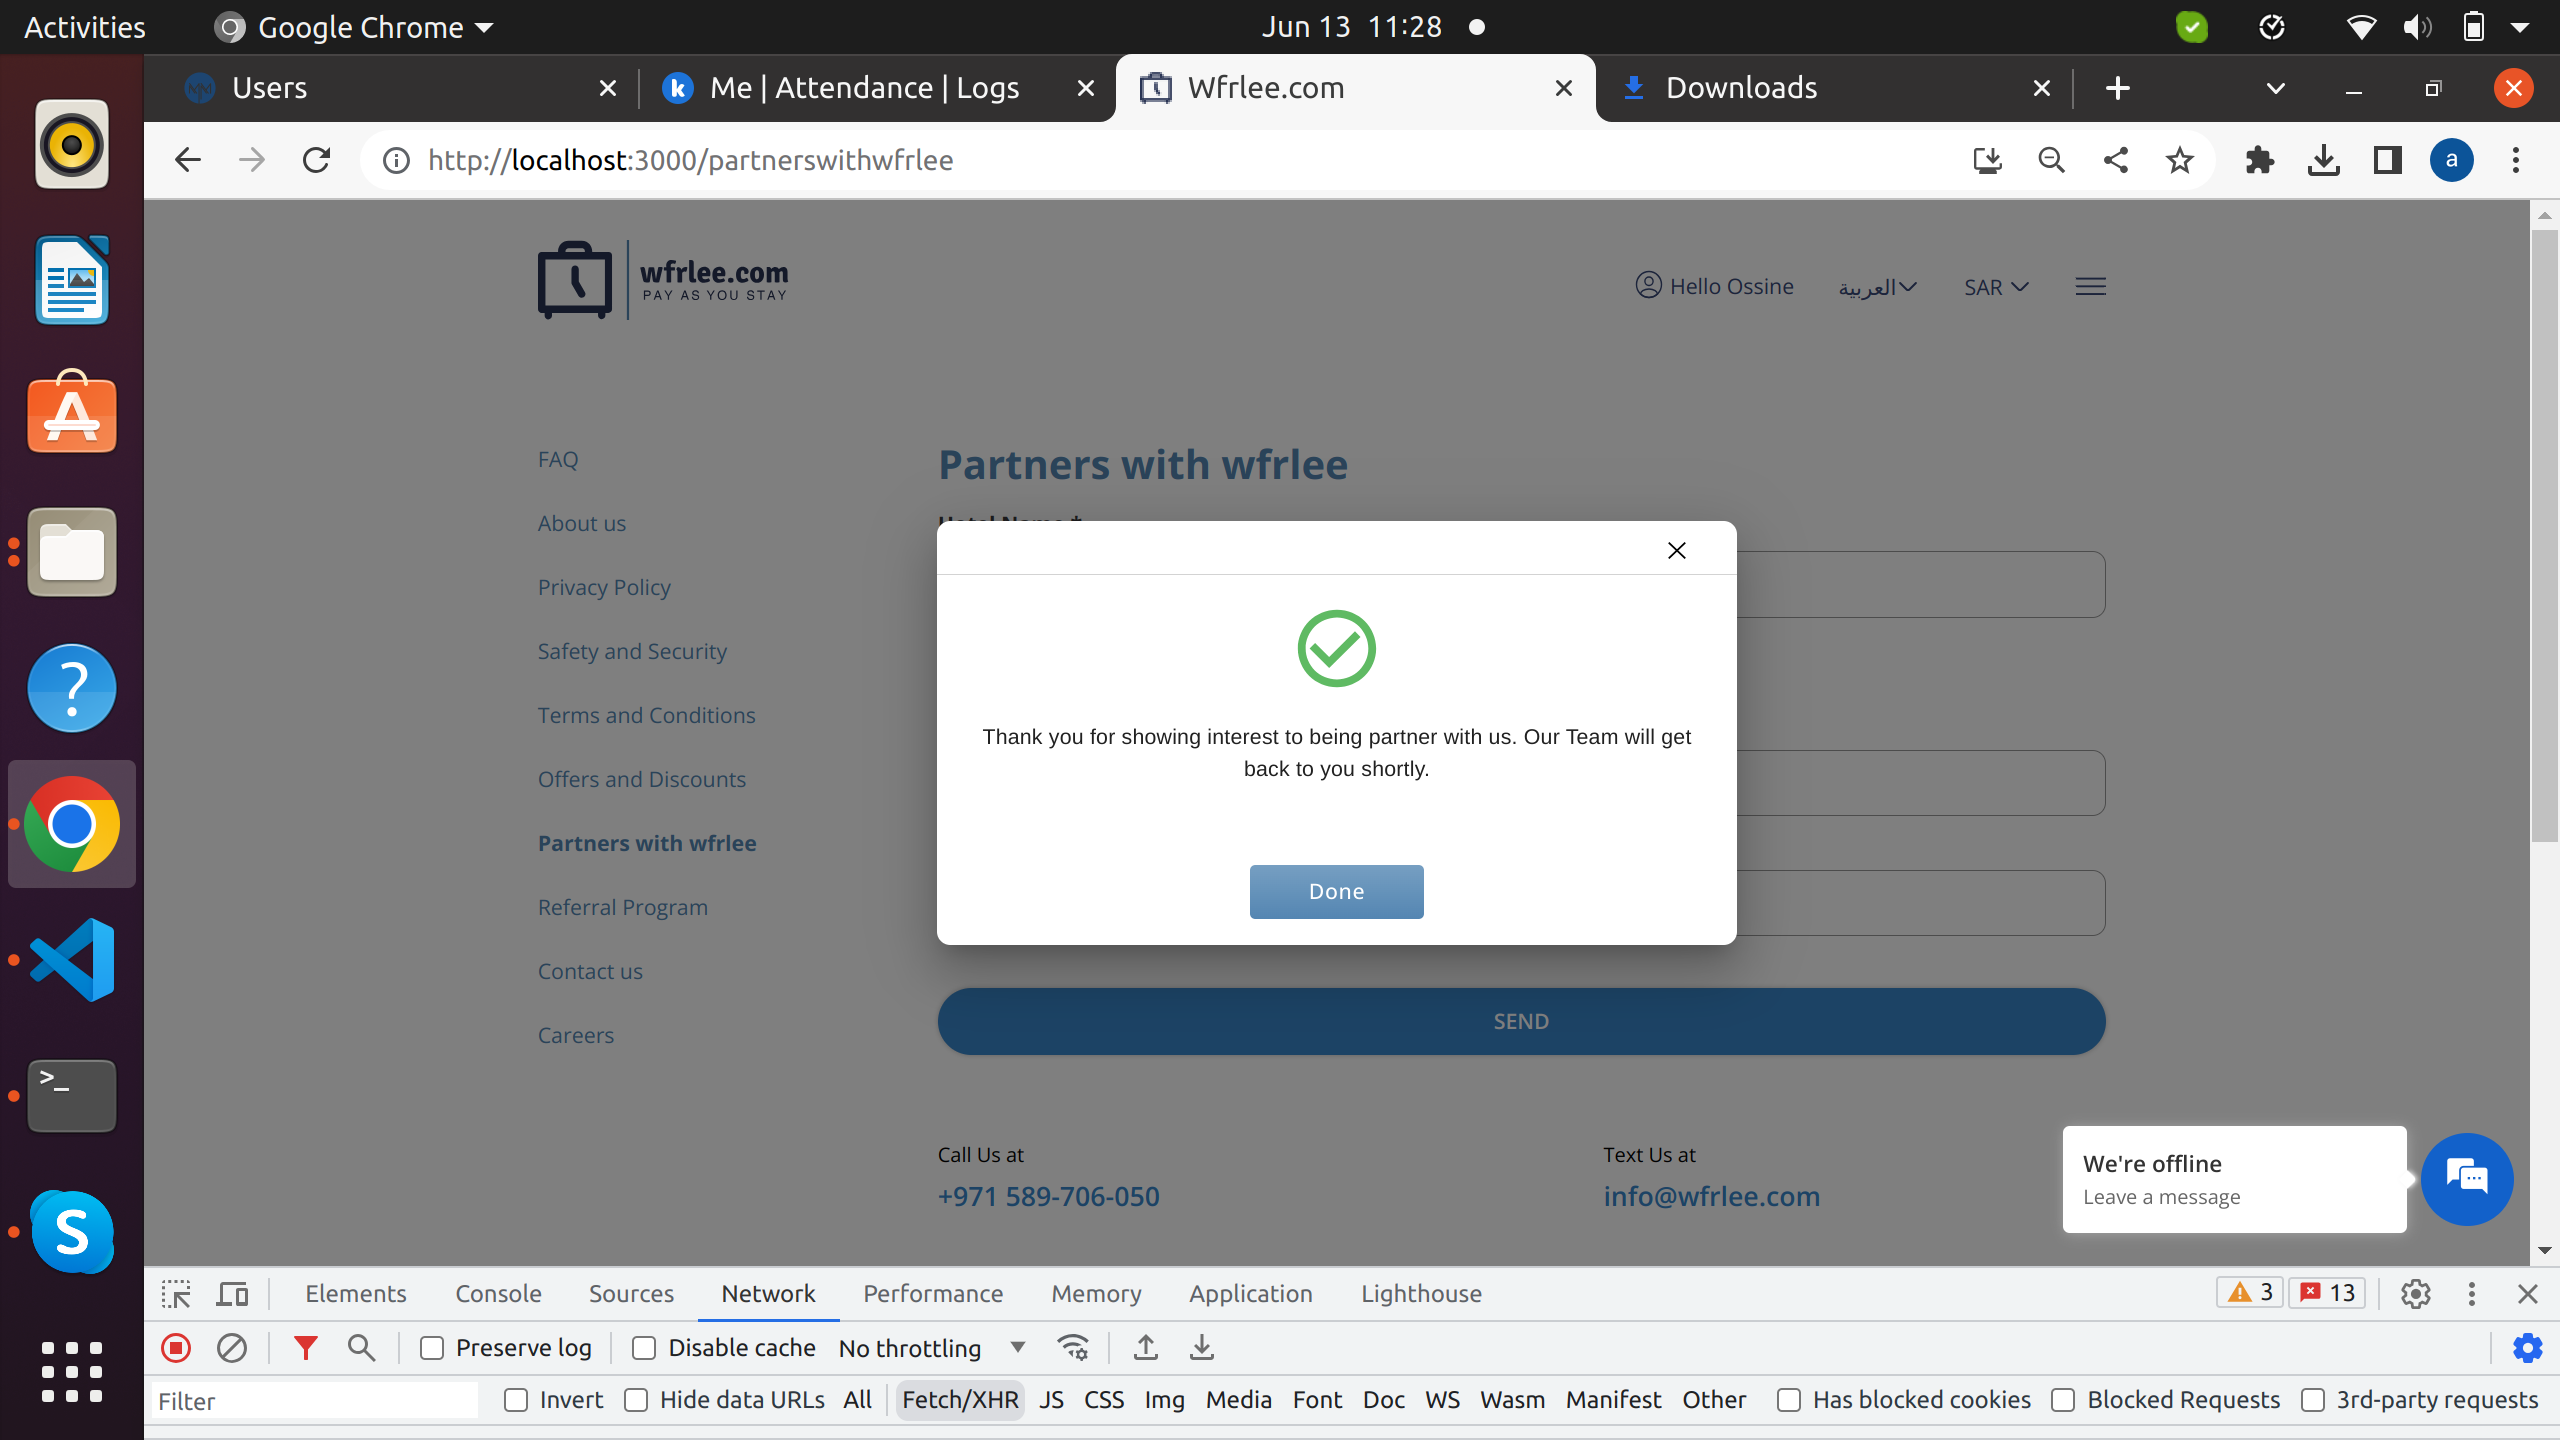 Activities
Google Chrome
Jun 13 11:28
Users
Me | Attendance | Logs
Wfrlee.com
Downloads
http://localhost:3000/partnerswithwfrlee
a
wfrlee.com
PAY AS YOU STAY
Hello Ossine
العربية
SAR
FAQ
About us
Privacy Policy
Safety and Security
Terms and Conditions
Offers and Discounts
Partners with wfrlee
Referral Program
Contact us
Careers
Partners with wfrlee
Hotel Name *
Thank you for showing interest to being partner with us. Our Team will get
back to you shortly.
Done
SEND
Call Us at
+971 589-706-050
Text Us at
info@wfrlee.com
We're offline
Leave a message
Elements
Console
Sources
Network
Performance
Memory
Application
Lighthouse
3
13
Preserve log
Disable cache
No throttling
Filter
Invert
Hide data URLs
All
Fetch/XHR
JS
CSS
Img
Media
Font
Doc
WS
Wasm
Manifest
Other
Has blocked cookies
Blocked Requests
3rd-party requests